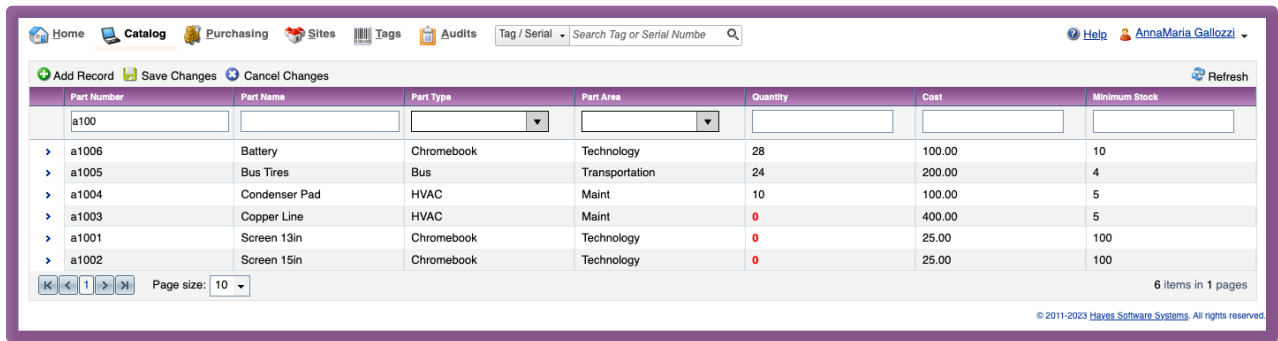 Home Catalog Purchasing Sites Tags Audits Tag / Serial Search Tag or Serial Numbe Help AnnaMaria Gallozzi
Add Record Save Changes Cancel Changes Refresh
Part Number Part Name Part Type Part Area Quantity Cost Minimum Stock
a100
a1006 Battery Chromebook Technology 28 100.00 10
a1005 Bus Tires Bus Transportation 24 200.00 4
a1004 Condenser Pad HVAC Maint 10 100.00 5
a1003 Copper Line HVAC Maint 0 400.00 5
a1001 Screen 13in Chromebook Technology 0 25.00 100
a1002 Screen 15in Chromebook Technology 0 25.00 100
1 Page size: 10 6 items in 1 pages
© 2011-2023 Hayes Software Systems. All rights reserved.